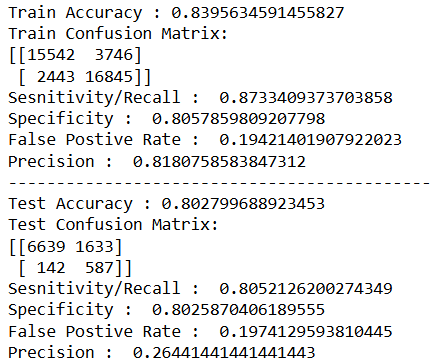 Train Accuracy : 0.8395634591455827
Train Confusion Matrix:
[[15542  3746]
 [ 2443 16845]]
Sesnitivity/Recall :  0.8733409373703858
Specificity :  0.8057859809207798
False Postive Rate :  0.19421401907922023
Precision :  0.8180758583847312
--------------------------------------------
Test Accuracy : 0.802799688923453
Test Confusion Matrix:
[[6639 1633]
 [ 142  587]]
Sesnitivity/Recall :  0.8052126200274349
Specificity :  0.8025870406189555
False Postive Rate :  0.1974129593810445
Precision :  0.26441441441441443